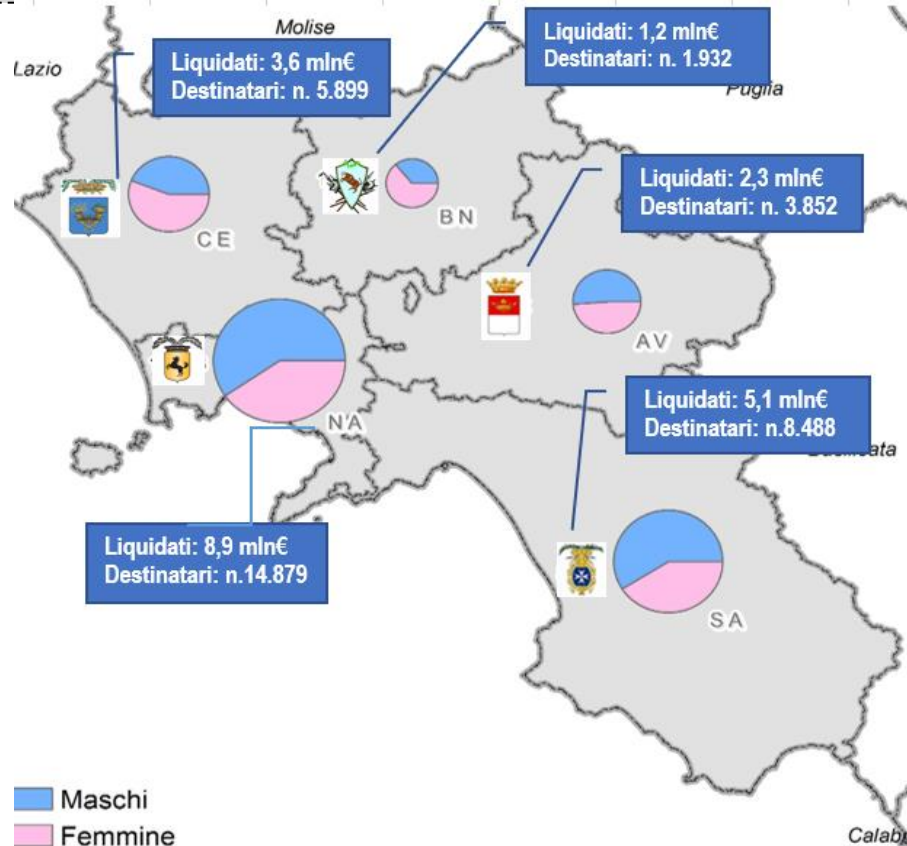 Molise
Liquidati: 1,2 mln€
Destinatari: n. 1.932
Lazio
Liquidati: 3,6 mln€
Destinatari: n. 5.899
Puglia
Liquidati: 2,3 mln€
Destinatari: n. 3.852
CE
BN
AV
NA
Liquidati: 5,1 mln€
Destinatari: n.8.488
Basilicata
Liquidati: 8,9 mln€
Destinatari: n.14.879
SA
Maschi
Femmine
Calab